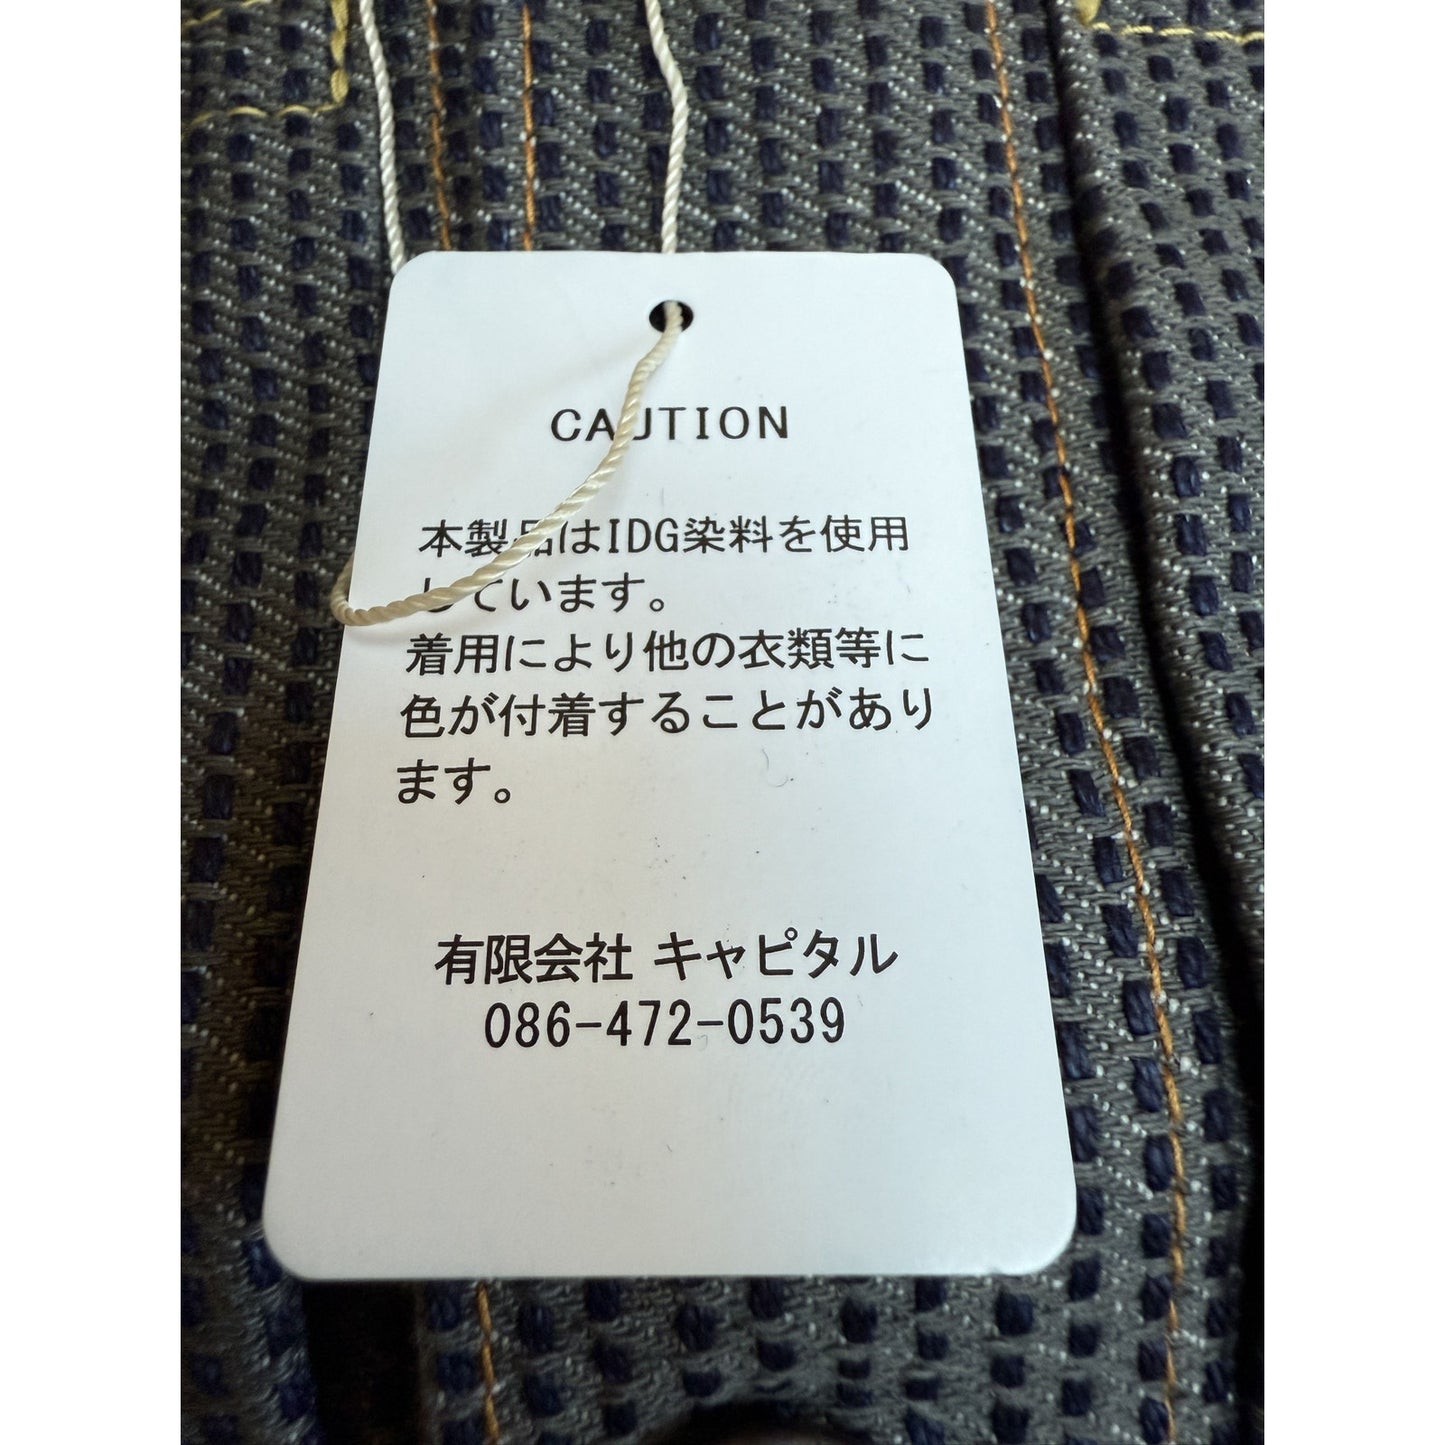 CAUTION
本製品はIDG染料を使用
しています。
着用により他の衣類等に
色が付着することがあり
ます。
有限会社 キャピタル
086-472-0539